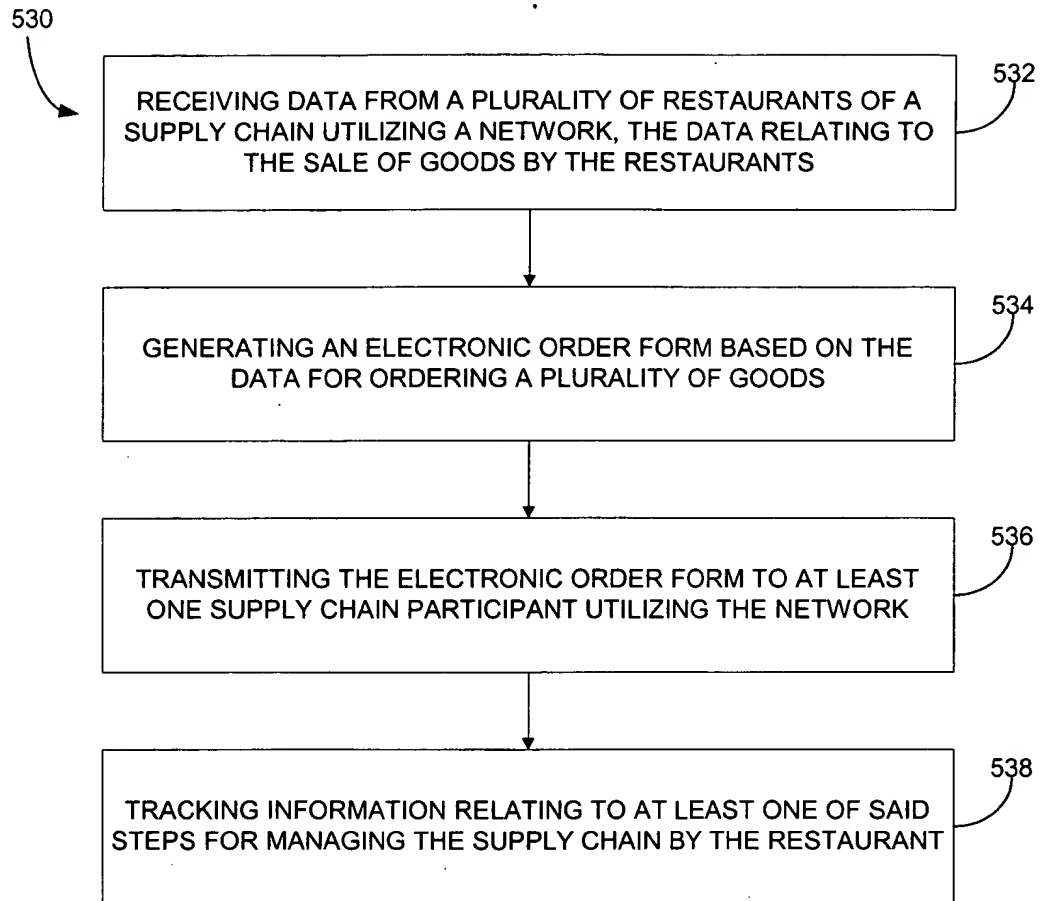 530
532
RECEIVING DATA FROM A PLURALITY OF RESTAURANTS OF A
SUPPLY CHAIN UTILIZING A NETWORK, THE DATA RELATING TO
THE SALE OF GOODS BY THE RESTAURANTS
534
GENERATING AN ELECTRONIC ORDER FORM BASED ON THE
DATA FOR ORDERING A PLURALITY OF GOODS
536
TRANSMITTING THE ELECTRONIC ORDER FORM TO AT LEAST
ONE SUPPLY CHAIN PARTICIPANT UTILIZING THE NETWORK
538
TRACKING INFORMATION RELATING TO AT LEAST ONE OF SAID
STEPS FOR MANAGING THE SUPPLY CHAIN BY THE RESTAURANT